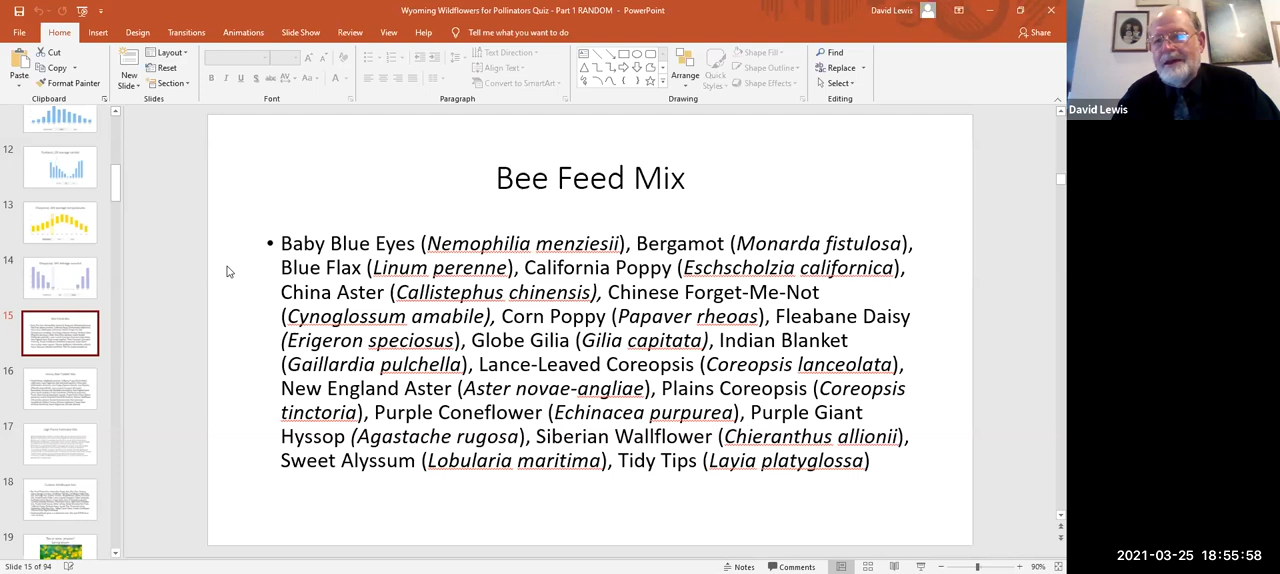 Wyoming Wildflowers for Pollinators Quiz - Part 1 RANDOM - PowerPoint
David Lewis
File Home Insert Design Transitions Animations Slide Show Review View Help Tell me what you want to do Share
Paste
Cut
Copy
Format Painter
Clipboard
New
Slide
Layout
Reset
Section
Slides
Font
Text Direction
Align Text
Convert to SmartArt
Paragraph
Arrange
Quick
Styles
Shape Fill
Shape Outline
Shape Effects
Drawing
Find
Replace
Select
Editing
David Lewis
12
13
14
15
16
17
18
19
Bee Feed Mix
• Baby Blue Eyes (Nemophilia menziesii), Bergamot (Monarda fistulosa),
Blue Flax (Linum perenne), California Poppy (Eschscholzia californica),
China Aster (Callistephus chinensis), Chinese Forget-Me-Not
(Cynoglossum amabile), Corn Poppy (Papaver rheoas), Fleabane Daisy
(Erigeron speciosus), Globe Gilia (Gilia capitata), Indian Blanket
(Gaillardia pulchella), Lance-Leaved Coreopsis (Coreopsis lanceolata),
New England Aster (Aster novae-angliae), Plains Coreopsis (Coreopsis
tinctoria), Purple Coneflower (Echinacea purpurea), Purple Giant
Hyssop (Agastache rugosa), Siberian Wallflower (Chieranthus allionii),
Sweet Alyssum (Lobularia maritima), Tidy Tips (Layia platyglossa)
Slide 15 of 94
Notes
Comments
90%
2021-03-25 18:55:58